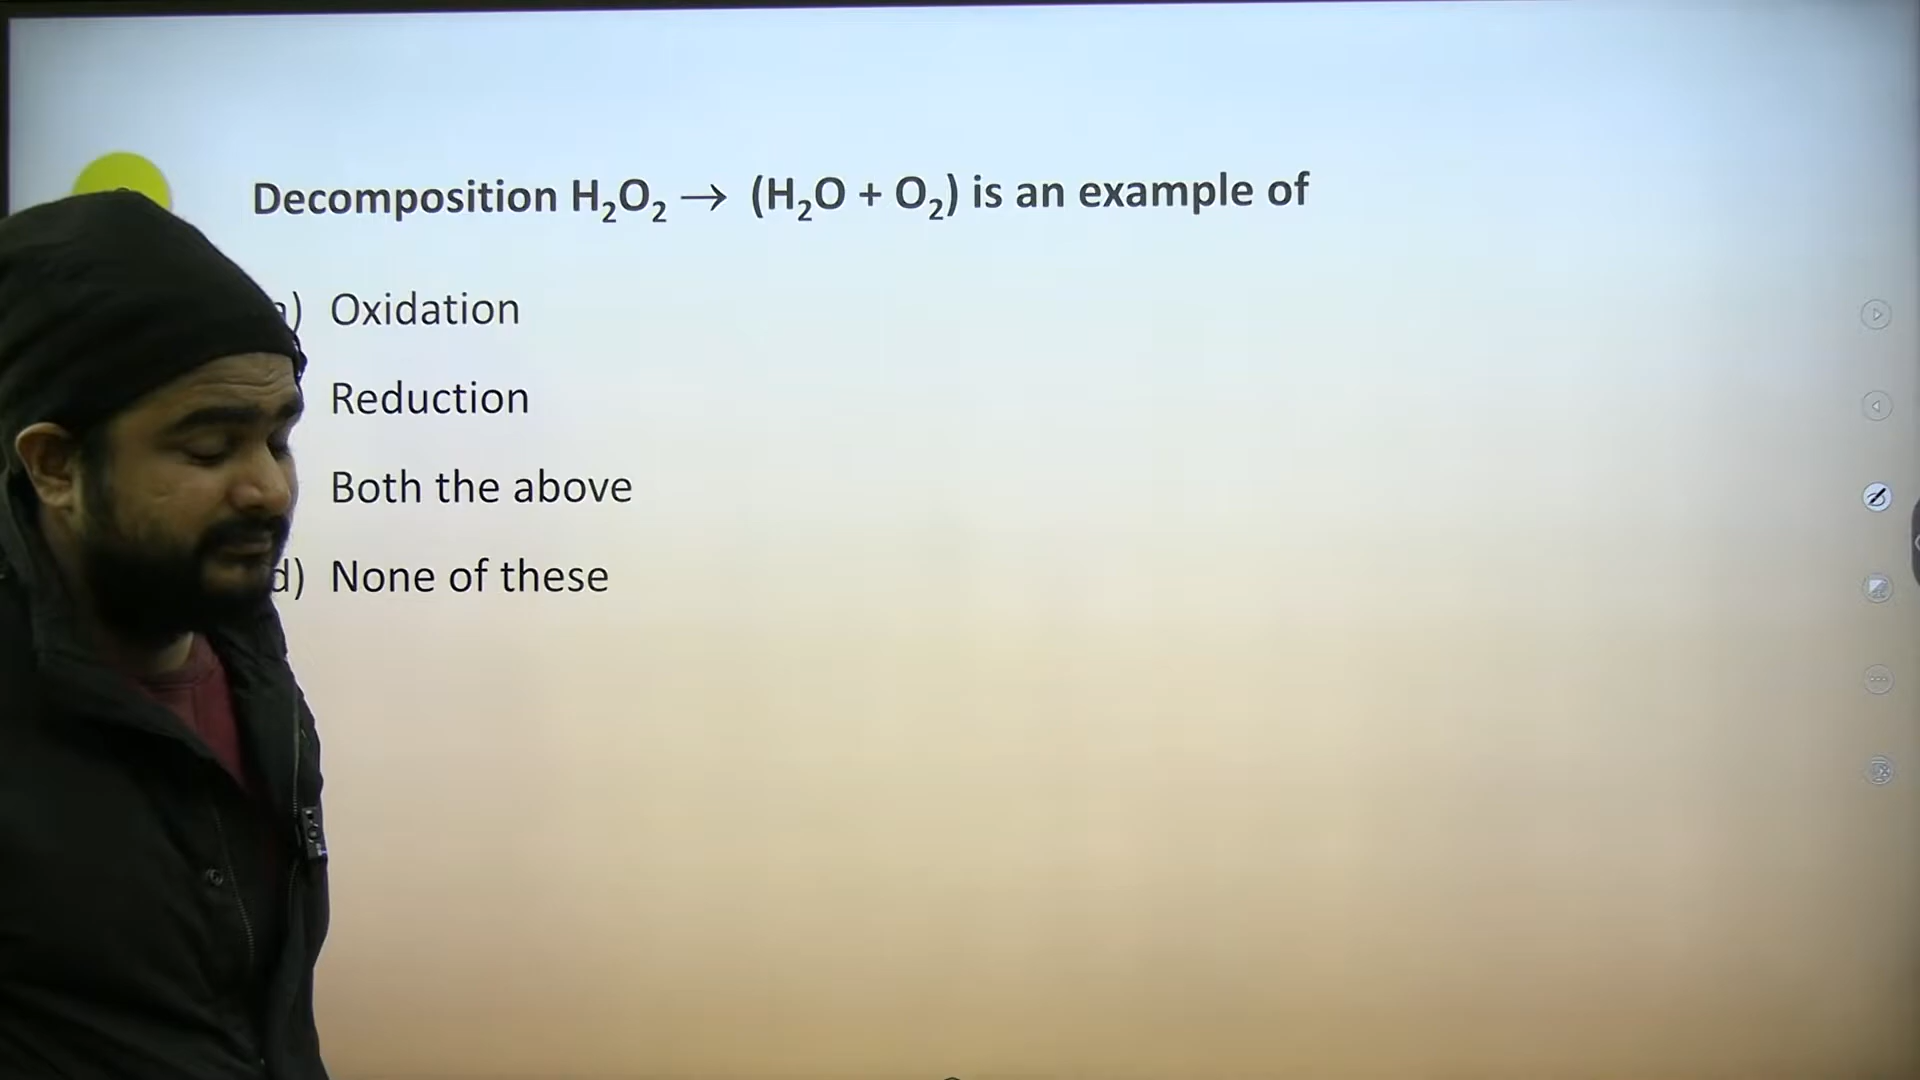 Decomposition H₂O₂ → (H₂O + O₂) is an example of
a) Oxidation
Reduction
Both the above
d) None of these